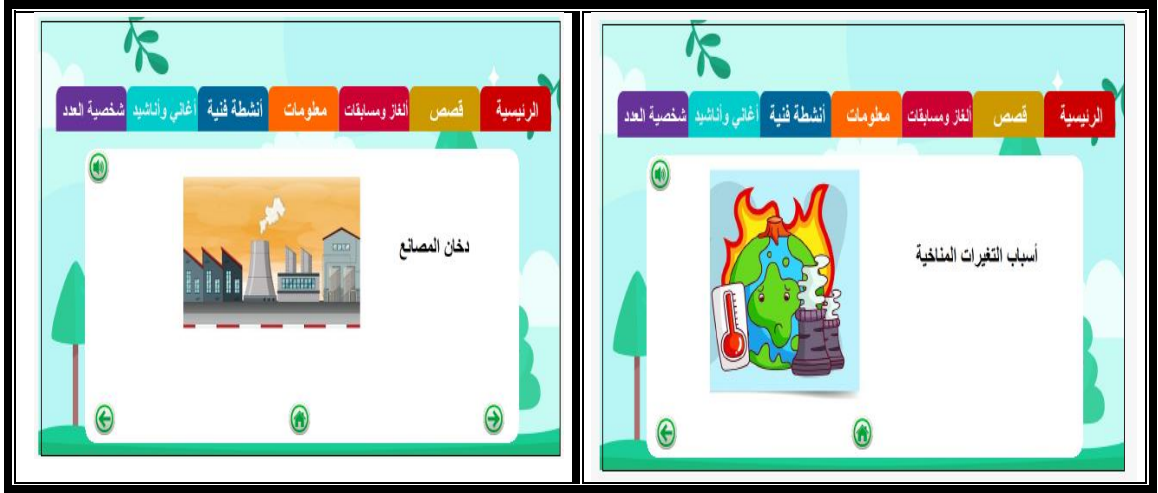 الرئيسية قصص ألغاز ومسابقات معلومات أنشطة فنية أغاني وأناشيد شخصية العدد
أسباب التغيرات المناخية
الرئيسية قصص ألغاز ومسابقات معلومات أنشطة فنية أغاني وأناشيد شخصية العدد
دخان المصانع